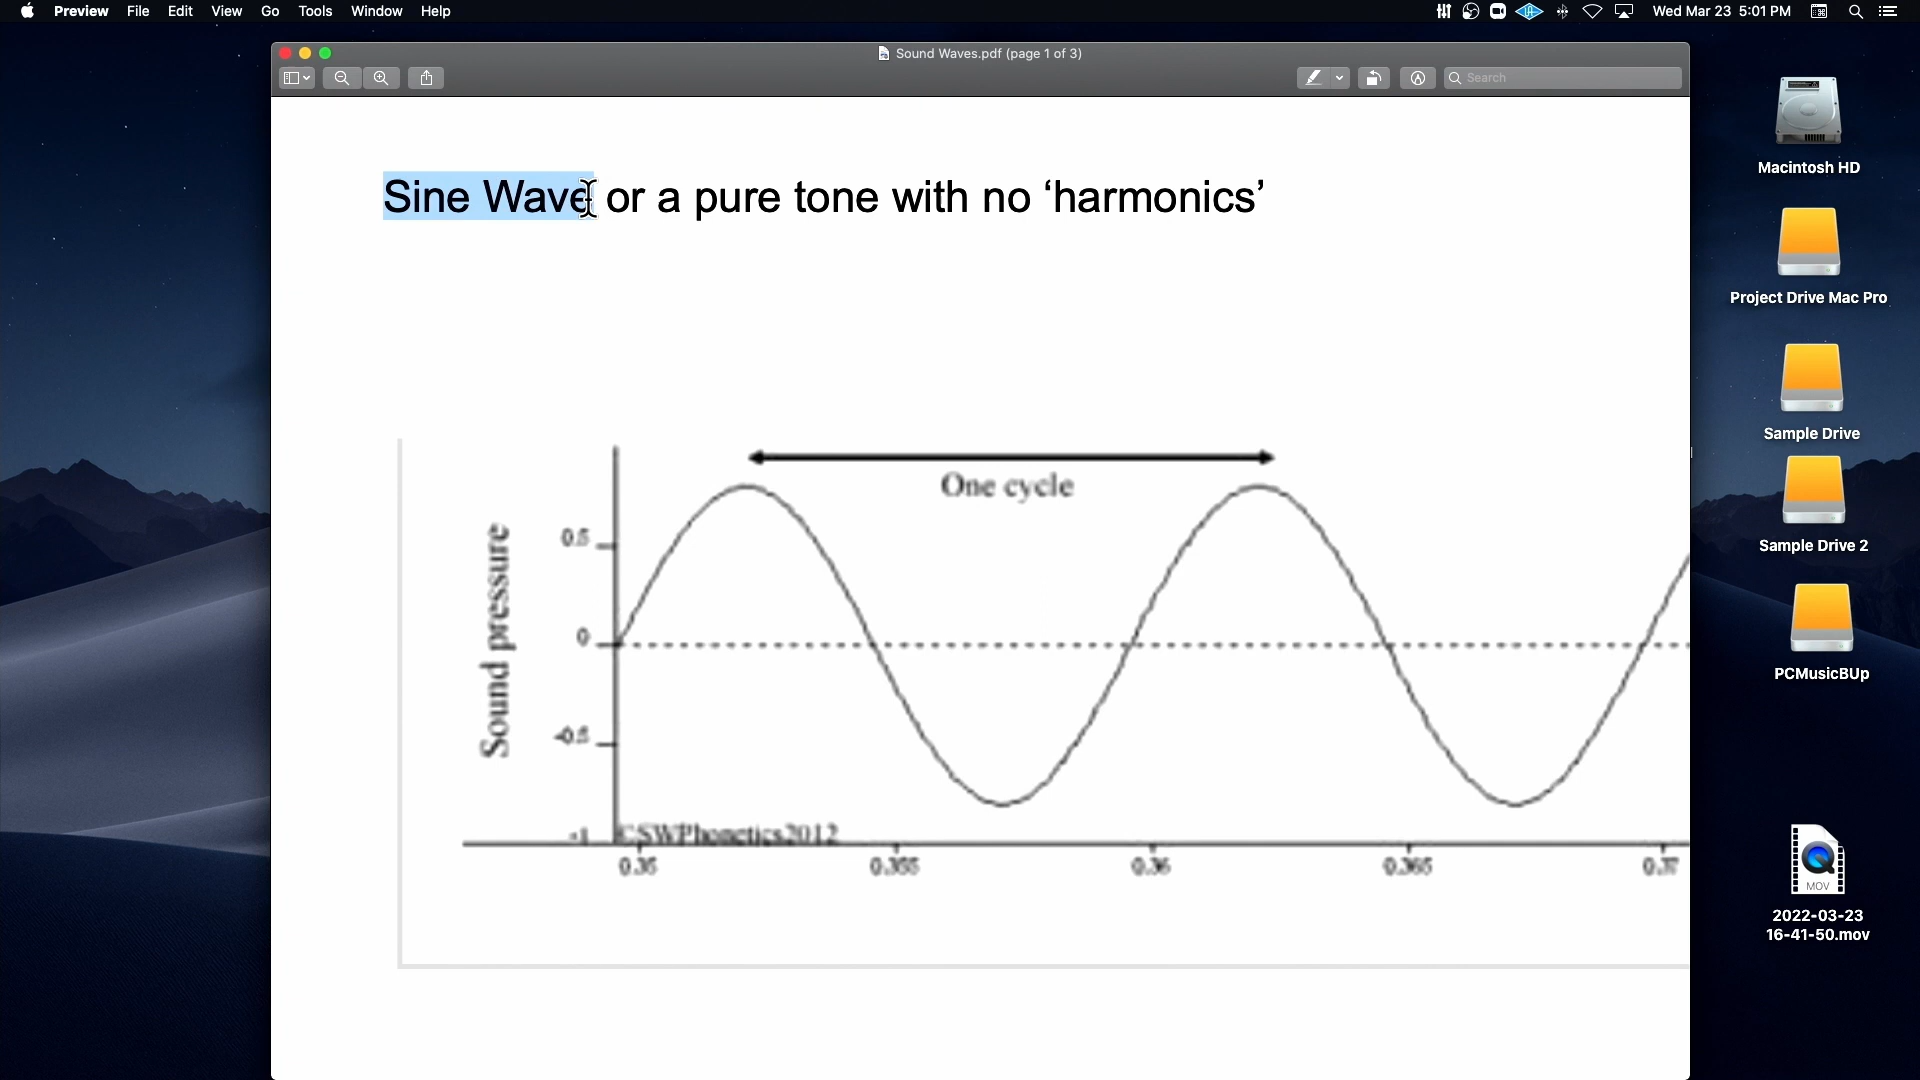 Preview File Edit View Go Tools Window Help
Wed Mar 23 5:01 PM
Sound Waves.pdf (page 1 of 3)
Search
Sine Wave or a pure tone with no ‘harmonics’
One cycle
Sound pressure
0.5
0
-0.5
-1
©SWPhonetics2012
0.35 0.355 0.36 0.365 0.37
Macintosh HD
Project Drive Mac Pro
Sample Drive
Sample Drive 2
PCMusicBUp
MOV
2022-03-23
16-41-50.mov